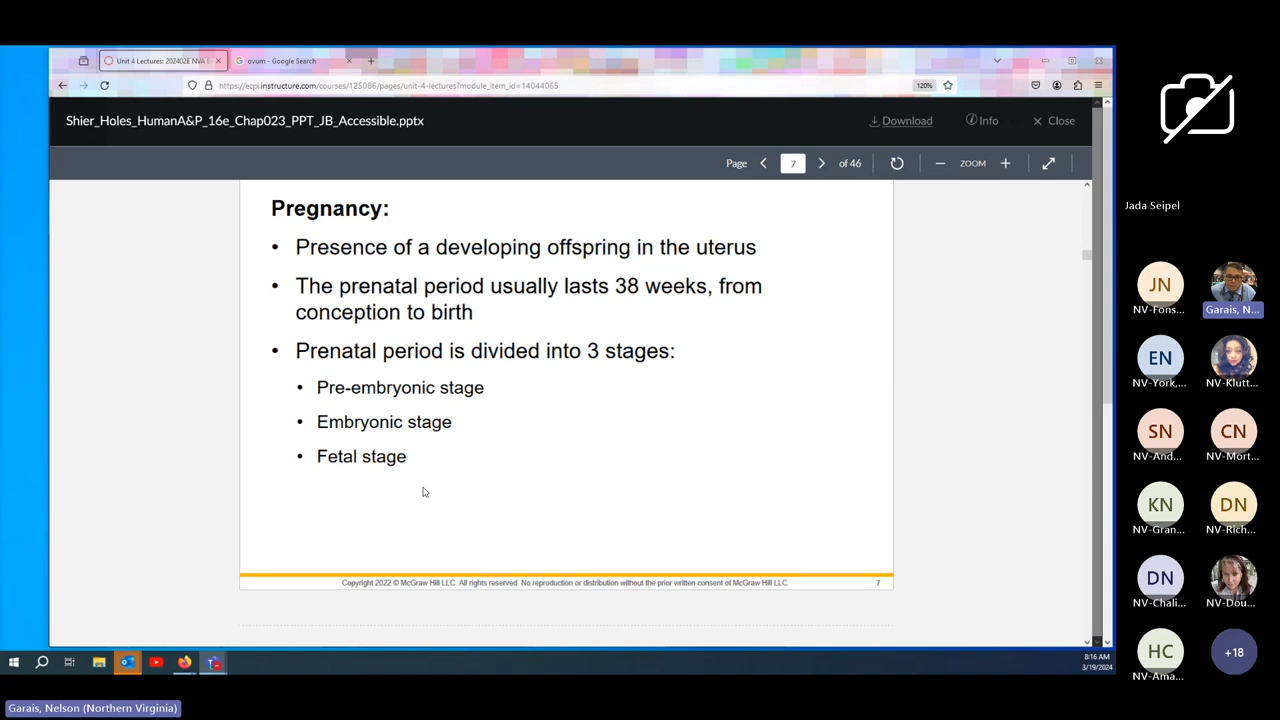 Unit 4 Lectures: 202402E NVA B
ovum - Google Search
https://ecpi.instructure.com/courses/125086/pages/unit-4-lectures?module_item_id=14044065
120%
Shier_Holes_HumanA&P_16e_Chap023_PPT_JB_Accessible.pptx
Download
Info
Close
Page
7
of 46
ZOOM
Pregnancy:
• Presence of a developing offspring in the uterus
• The prenatal period usually lasts 38 weeks, from
conception to birth
• Prenatal period is divided into 3 stages:
• Pre-embryonic stage
• Embryonic stage
• Fetal stage
Copyright 2022 © McGraw Hill LLC. All rights reserved. No reproduction or distribution without the prior written consent of McGraw Hill LLC.
7
8:16 AM
3/19/2024
Garais, Nelson (Northern Virginia)
Jada Seipel
JN
NV-Fons...
Garais, N...
EN
NV-York,...
NV-Klutt...
SN
NV-And...
CN
NV-Mort...
KN
NV-Gran...
DN
NV-Rich...
DN
NV-Chali...
NV-Dou...
HC
NV-Ama...
+18